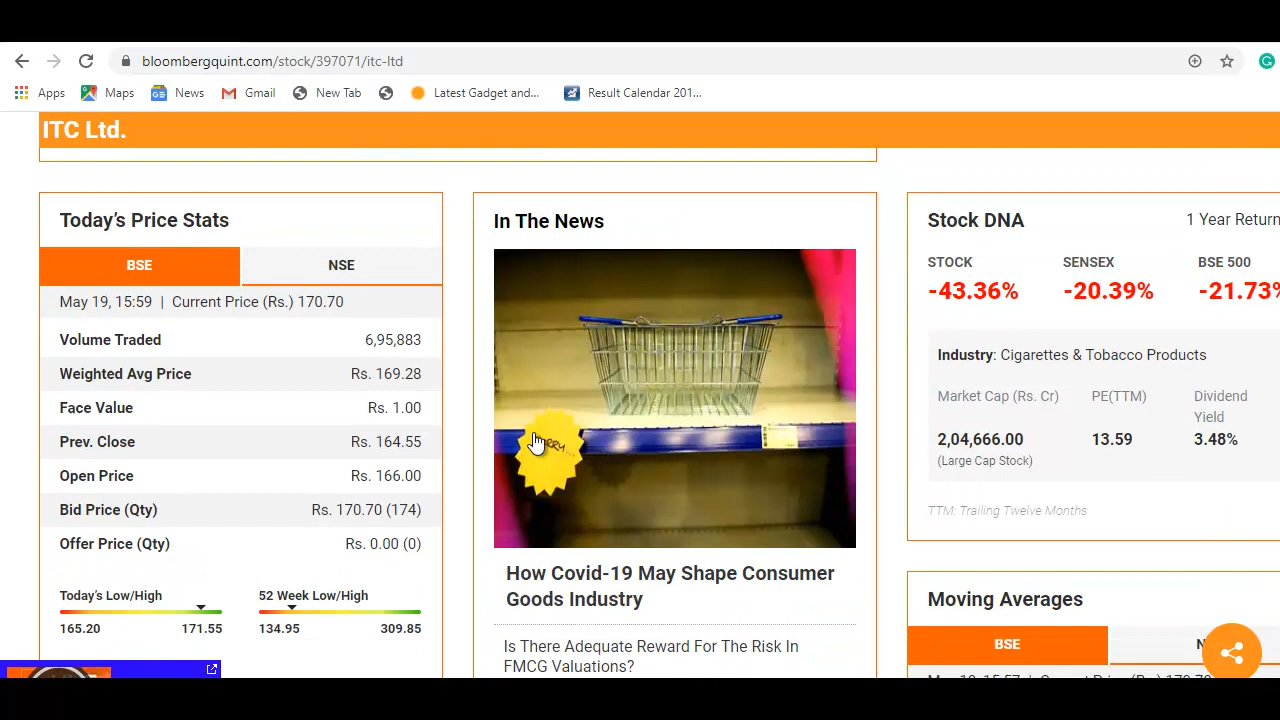 bloombergquint.com/stock/397071/itc-ltd
Apps Maps News Gmail New Tab Latest Gadget and... Result Calendar 201...
ITC Ltd.
Today's Price Stats
BSE NSE
May 19, 15:59 | Current Price (Rs.) 170.70
Volume Traded 6,95,883
Weighted Avg Price Rs. 169.28
Face Value Rs. 1.00
Prev. Close Rs. 164.55
Open Price Rs. 166.00
Bid Price (Qty) Rs. 170.70 (174)
Offer Price (Qty) Rs. 0.00 (0)
Today's Low/High 52 Week Low/High
165.20 171.55 134.95 309.85
In The News
How Covid-19 May Shape Consumer
Goods Industry
Is There Adequate Reward For The Risk In
FMCG Valuations?
Stock DNA 1 Year Return
STOCK SENSEX BSE 500
-43.36% -20.39% -21.73%
Industry: Cigarettes & Tobacco Products
Market Cap (Rs. Cr) PE(TTM) Dividend
Yield
2,04,666.00 13.59 3.48%
(Large Cap Stock)
TTM: Trailing Twelve Months
Moving Averages
BSE